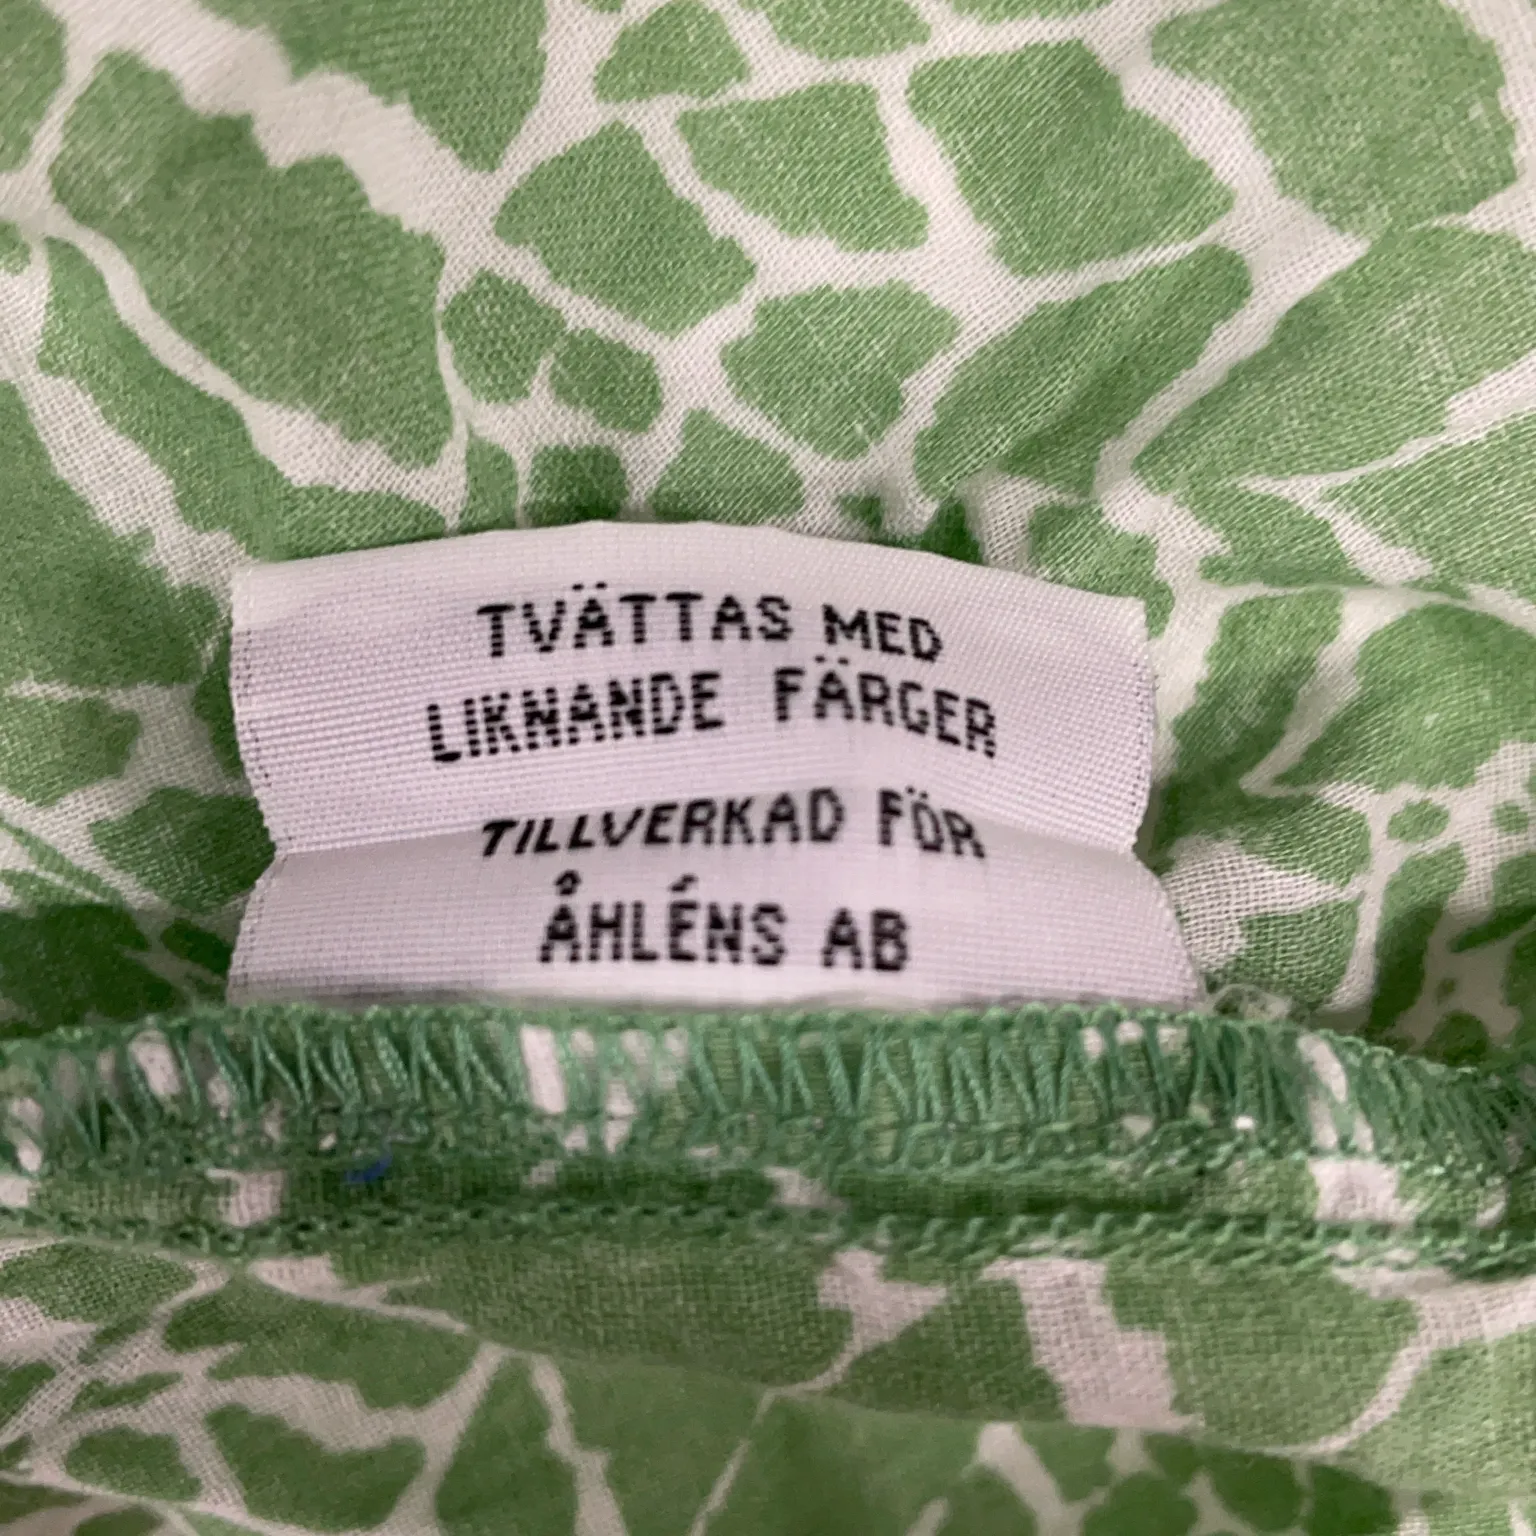 TVÄTTAS MED
LIKNANDE FÄRGER
TILLVERKAD FÖR
ÅHLÉNS AB